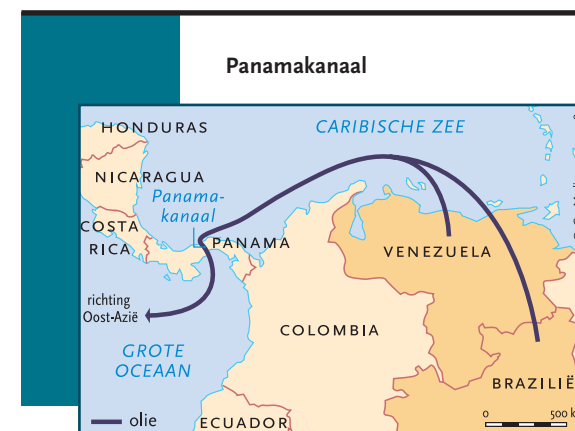 Panamakanaal
HONDURAS
CARIBISCHE ZEE
NICARAGUA
Panama-
kanaal
COSTA
RICA
PANAMA
VENEZUELA
richting
Oost-Azië
COLOMBIA
GROTE
OCEAAN
BRAZILIË
olie
ECUADOR
0 500 k